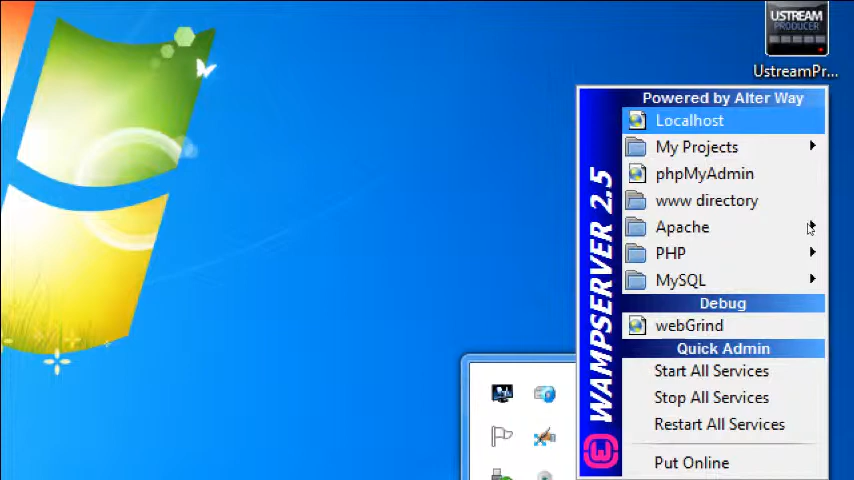 USTREAM
PRODUCER
UstreamPr...
Powered by Alter Way
Localhost
My Projects
phpMyAdmin
www directory
Apache
PHP
MySQL
Debug
webGrind
Quick Admin
Start All Services
Stop All Services
Restart All Services
Put Online
WAMPSERVER 2.5